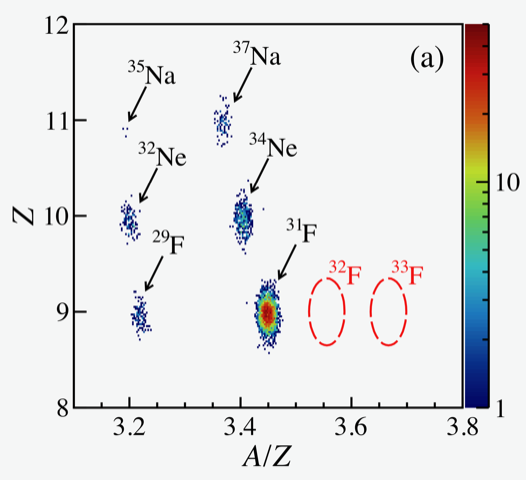 12
11
10
9
8
Z
(a)
³⁷Na
³⁵Na
³⁴Ne
³²Ne
³¹F
²⁹F
³²F
³³F
10
1
3.2
3.4
3.6
3.8
A/Z